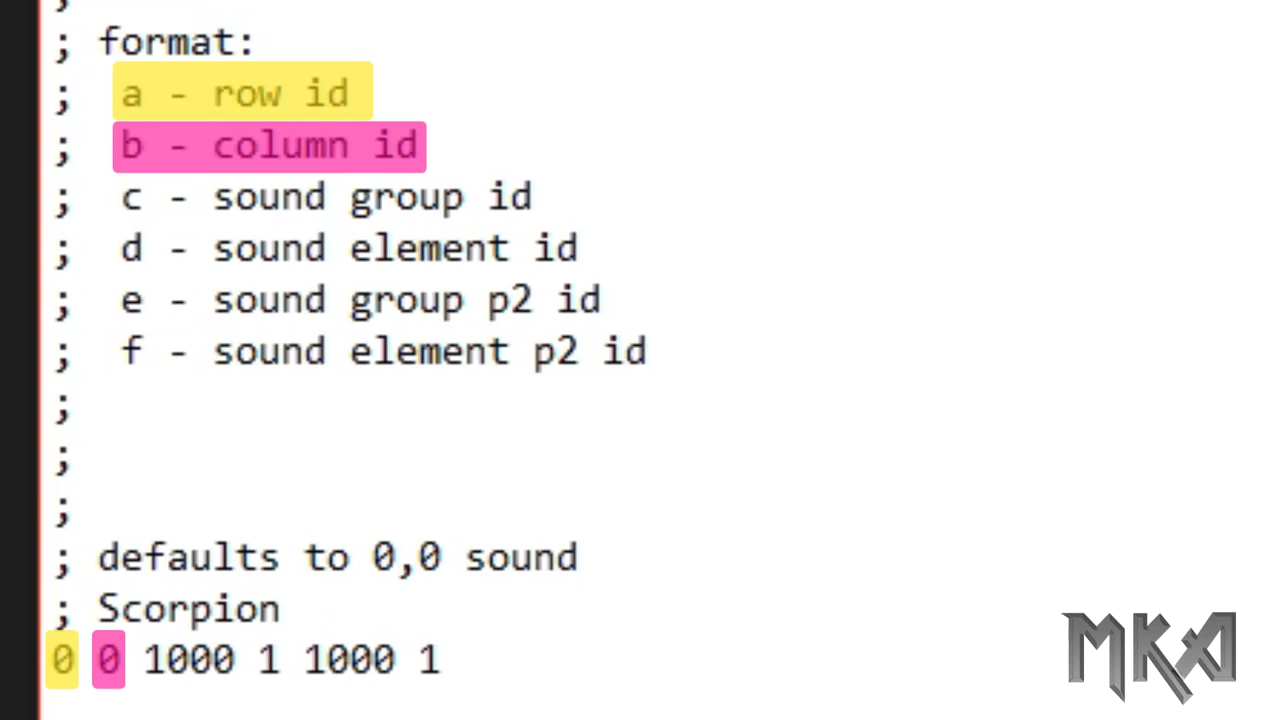 ; format:
; a - row id
; b - column id
; c - sound group id
; d - sound element id
; e - sound group p2 id
; f - sound element p2 id
;
;
;
; defaults to 0,0 sound
; Scorpion
0 0 1000 1 1000 1
MKA